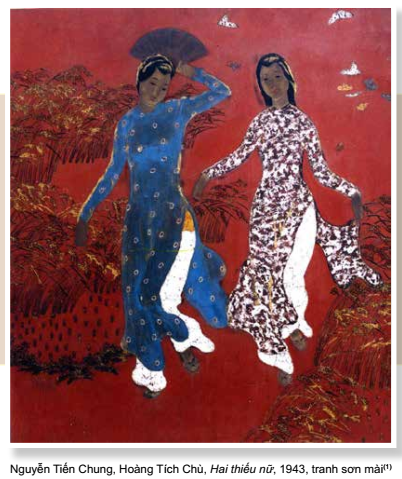 Nguyễn Tiến Chung, Hoàng Tích Chù, Hai thiếu nữ, 1943, tranh sơn mài(1)